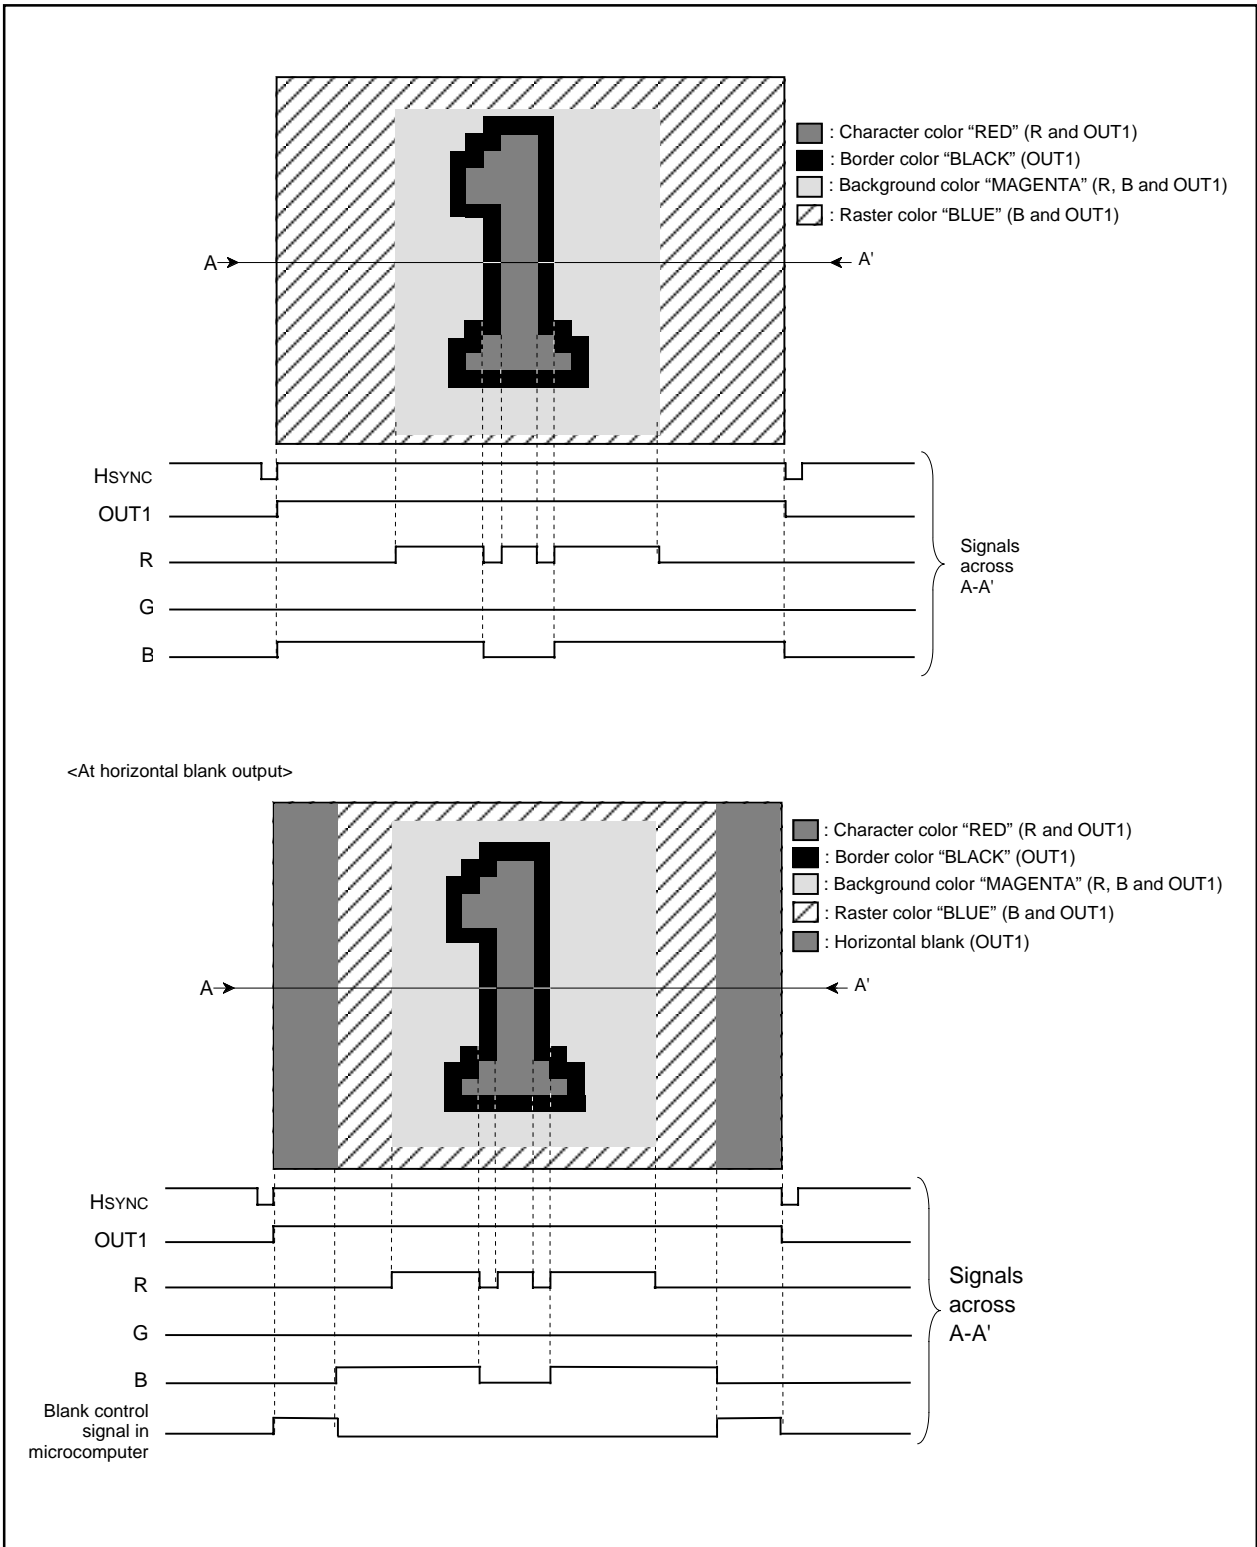 : Character color “RED” (R and OUT1)
: Border color “BLACK” (OUT1)
: Background color “MAGENTA” (R, B and OUT1)
: Raster color “BLUE” (B and OUT1)
A
A'
HSYNC
OUT1
R
G
B
Signals
across
A-A'
<At horizontal blank output>
: Character color “RED” (R and OUT1)
: Border color “BLACK” (OUT1)
: Background color “MAGENTA” (R, B and OUT1)
: Raster color “BLUE” (B and OUT1)
: Horizontal blank (OUT1)
A
A'
HSYNC
OUT1
R
G
B
Blank control
signal in
microcomputer
Signals
across
A-A'